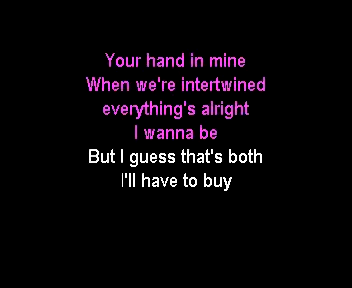 Your hand in mine
When we're intertwined
everything's alright
I wanna be
But I guess that's both
I'll have to buy